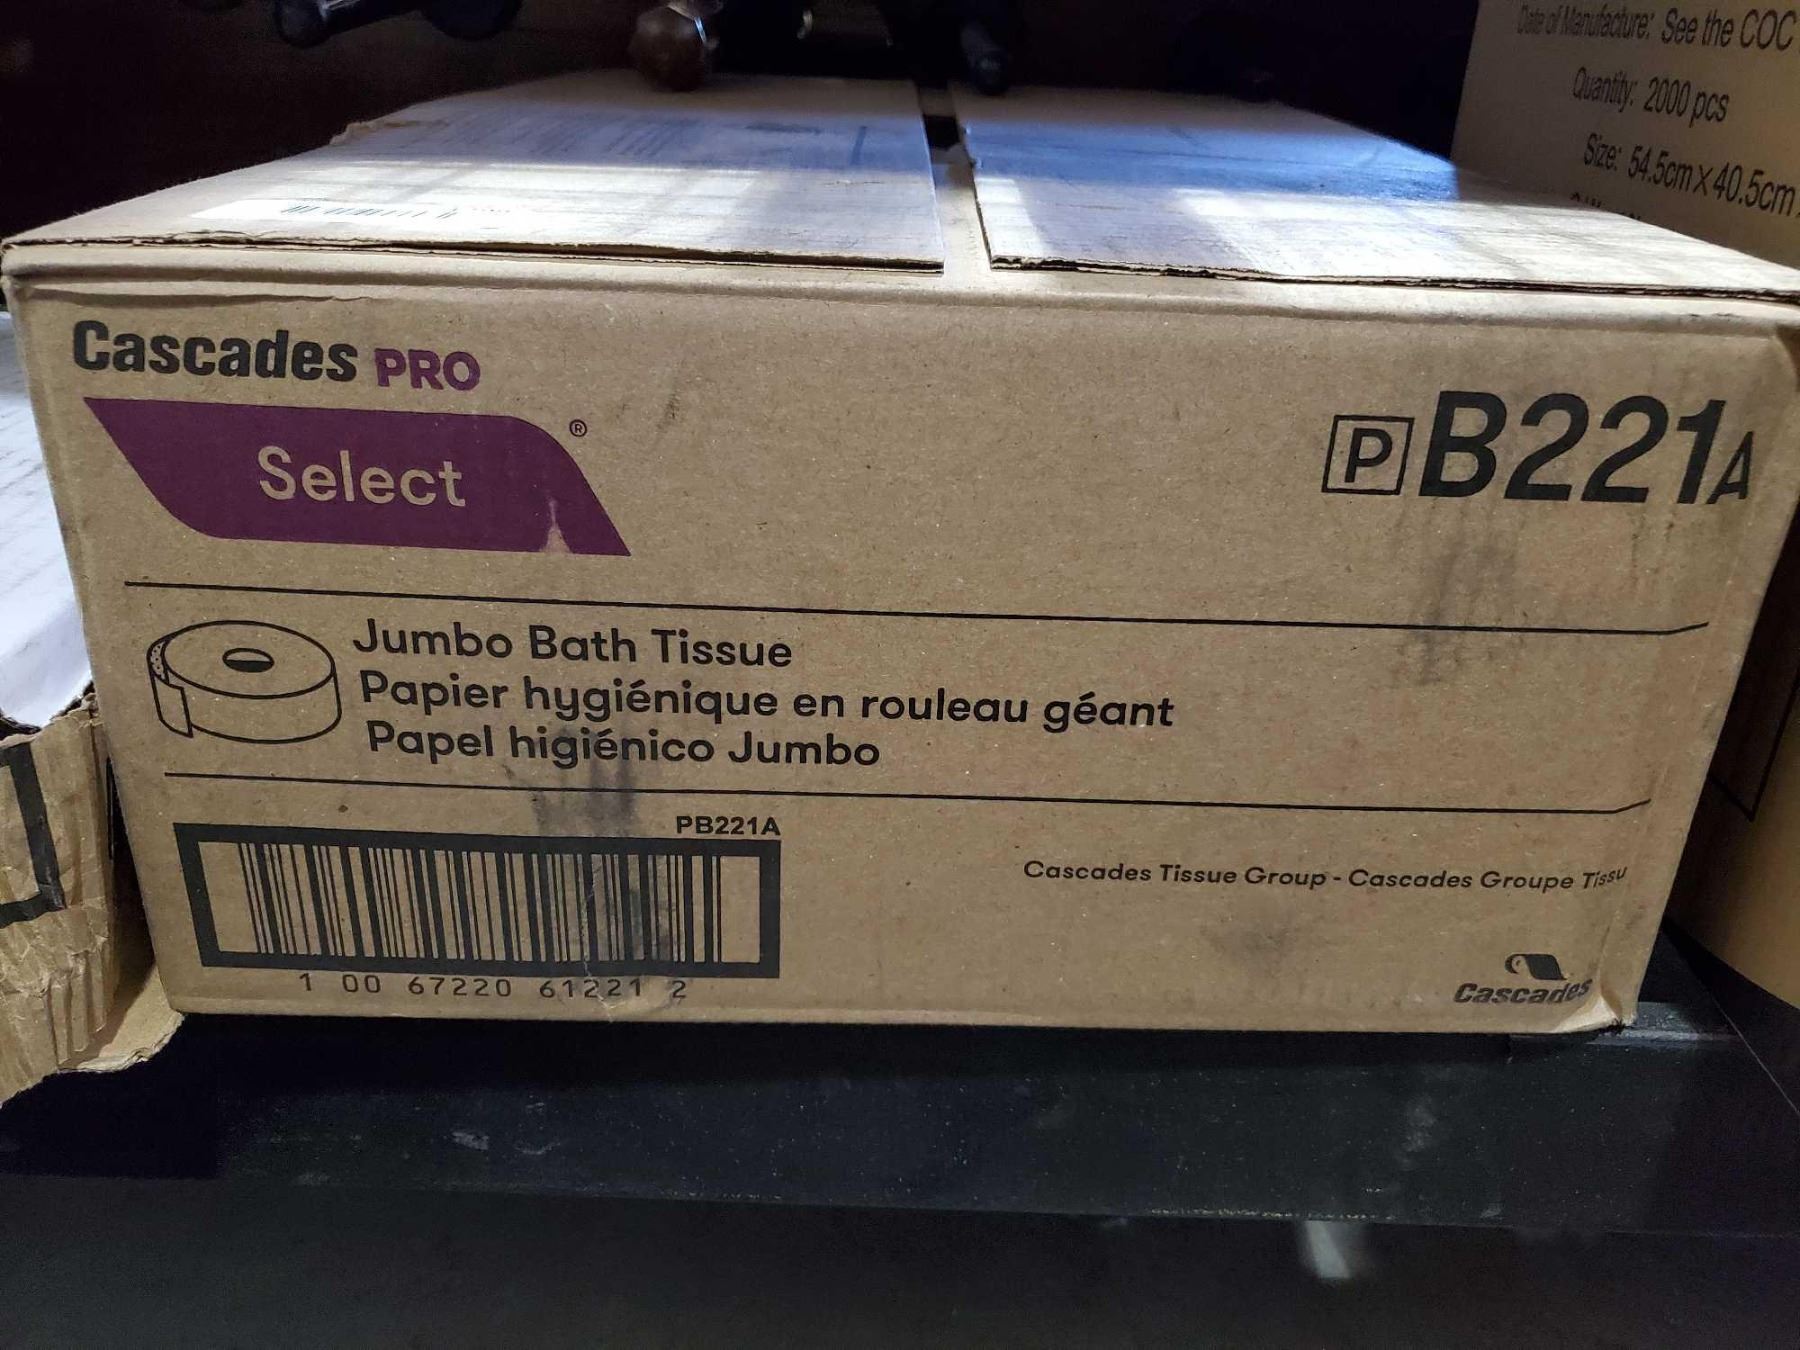 Date of Manufacture: See the COC
Quantity: 2000 pcs
Size: 54.5cm x 40.5cm
Cascades PRO
Select ®
P B221A
Jumbo Bath Tissue
Papier hygiénique en rouleau géant
Papel higiénico Jumbo
PB221A
1 00 67220 61221 2
Cascades Tissue Group - Cascades Groupe Tissu
Cascades